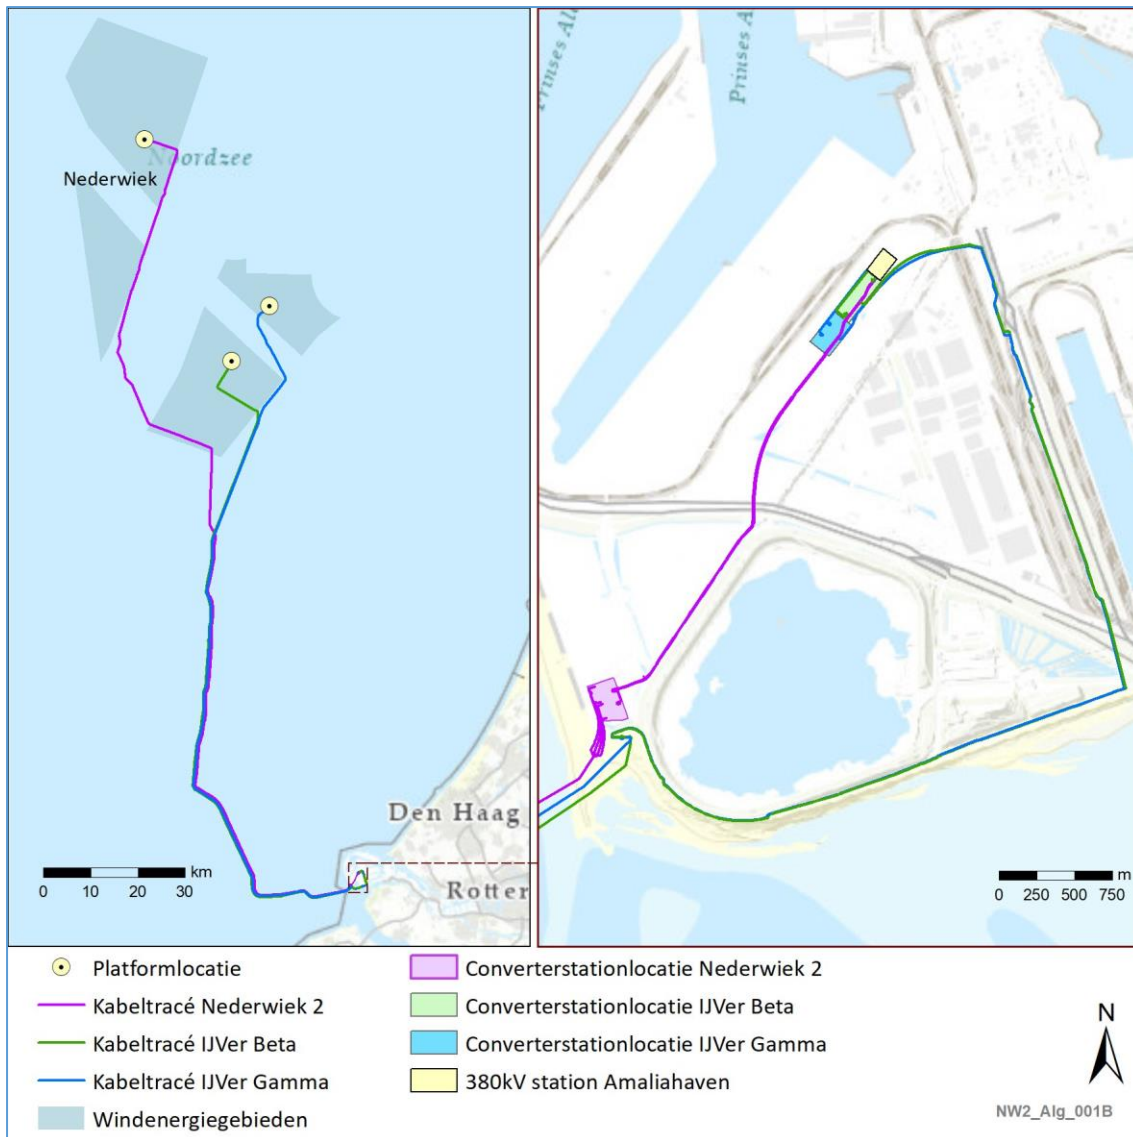 Noordzee
Nederwiek
Den Haag
Rotter
0 10 20 30 km
Prinses Al
Prinses A
0 250 500 750 m
Platformlocatie
Kabeltracé Nederwiek 2
Kabeltracé IJVer Beta
Kabeltracé IJVer Gamma
Windenergiegebieden
Converterstationlocatie Nederwiek 2
Converterstationlocatie IJVer Beta
Converterstationlocatie IJVer Gamma
380kV station Amaliahaven
N
NW2_Alg_001B